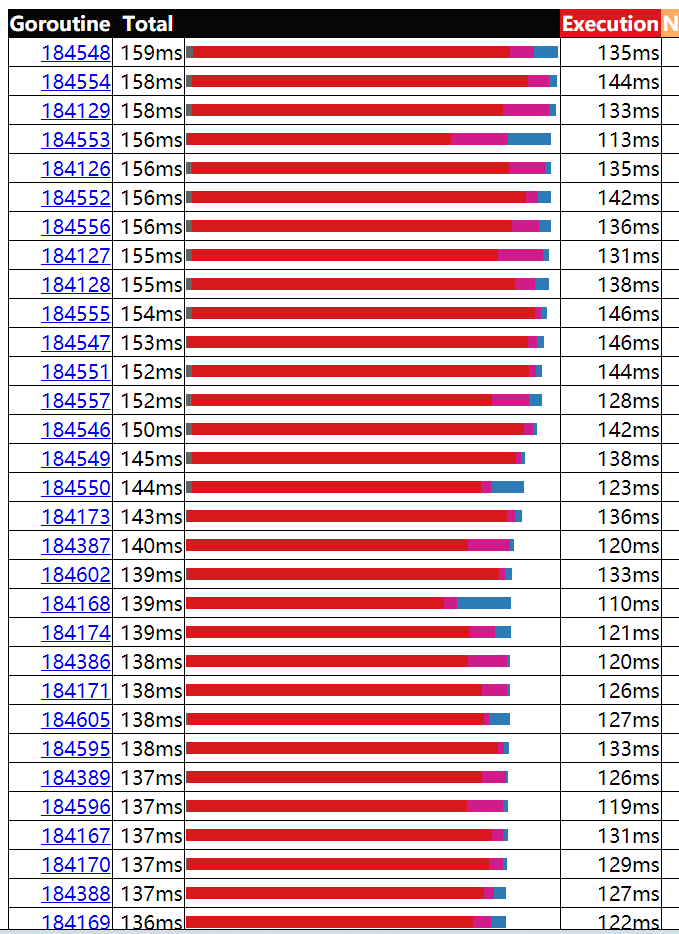 Goroutine Total Execution N
184548 159ms 135ms
184554 158ms 144ms
184129 158ms 133ms
184553 156ms 113ms
184126 156ms 135ms
184552 156ms 142ms
184556 156ms 136ms
184127 155ms 131ms
184128 155ms 138ms
184555 154ms 146ms
184547 153ms 146ms
184551 152ms 144ms
184557 152ms 128ms
184546 150ms 142ms
184549 145ms 138ms
184550 144ms 123ms
184173 143ms 136ms
184387 140ms 120ms
184602 139ms 133ms
184168 139ms 110ms
184174 139ms 121ms
184386 138ms 120ms
184171 138ms 126ms
184605 138ms 127ms
184595 138ms 133ms
184389 137ms 126ms
184596 137ms 119ms
184167 137ms 131ms
184170 137ms 129ms
184388 137ms 127ms
184169 136ms 122ms